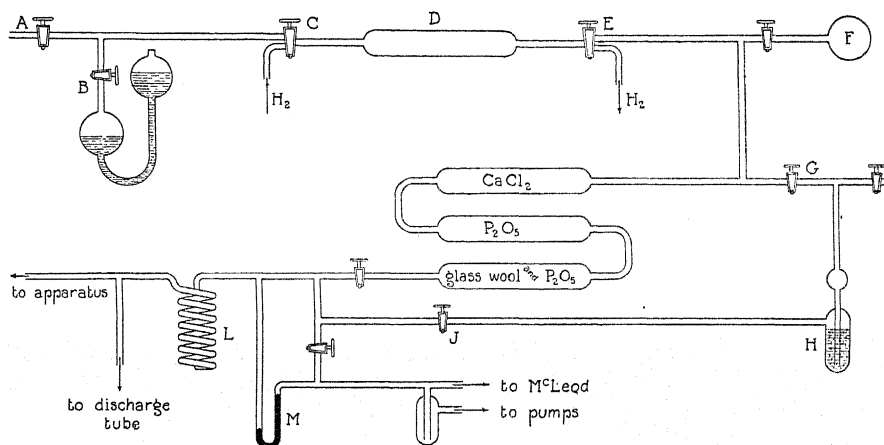 A
C
D
E
F
B
H₂
H₂
CaCl₂
G
P₂O₅
glass wool and P₂O₅
to apparatus
L
J
H
to discharge
tube
M
to McLeod
to pumps